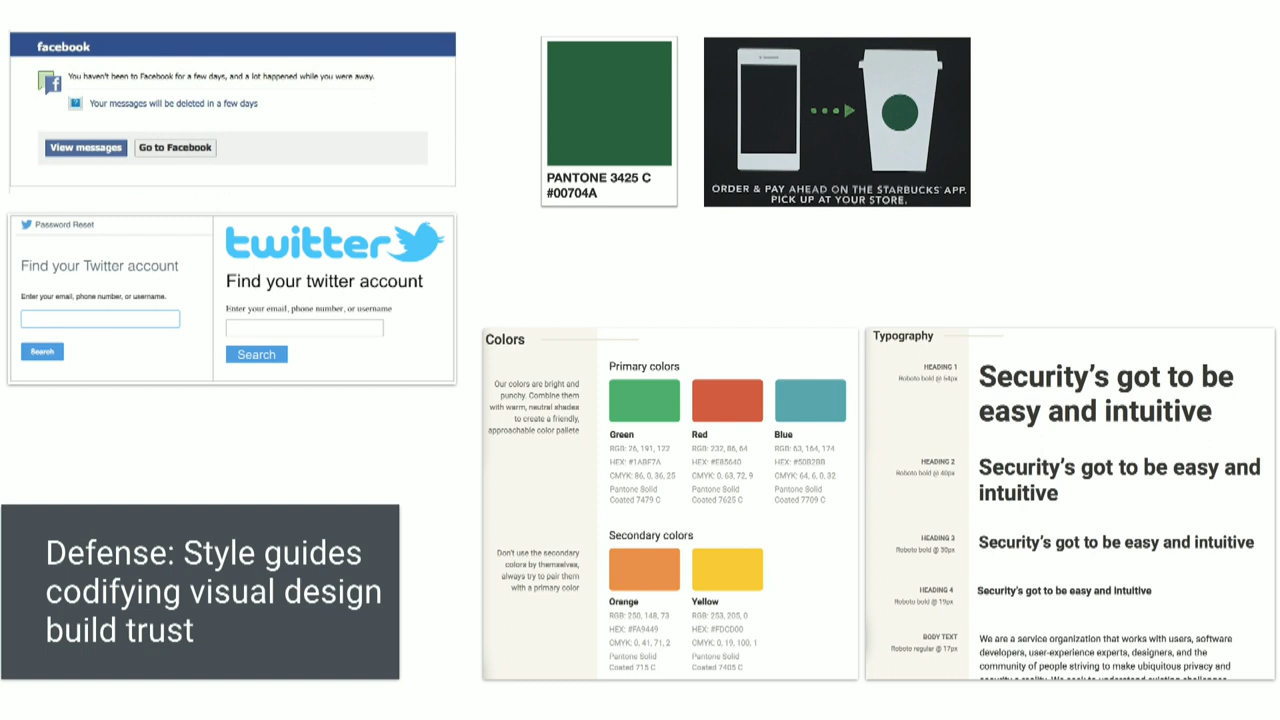 facebook
You haven't been to Facebook for a few days, and a lot happened while you were away.
Your messages will be deleted in a few days
View messages
Go to Facebook
PANTONE 3425 C
#00704A
ORDER & PAY AHEAD ON THE STARBUCKS APP.
PICK UP AT YOUR STORE.
Password Reset
Find your Twitter account
Enter your email, phone number, or username.
Search
twitter
Find your twitter account
Enter your email, phone number, or username
Search
Defense: Style guides
codifying visual design
build trust
Colors
Our colors are bright and
punchy. Combine them
with warm, neutral shades
to create a friendly,
approachable color pallete
Primary colors
Green
RGB: 26, 191, 122
HEX: #1ABF7A
CMYK: 86, 0, 36, 25
Pantone Solid
Coated 7479 C
Red
RGB: 232, 86, 64
HEX: #E85640
CMYK: 0, 63, 72, 9
Pantone Solid
Coated 7625 C
Blue
RGB: 63, 164, 174
HEX: #50B2BB
CMYK: 64, 6, 0, 32
Pantone Solid
Coated 7709 C
Don't use the secondary
colors by themselves,
always try to pair them
with a primary color
Secondary colors
Orange
RGB: 250, 148, 73
HEX: #FA9449
CMYK: 0, 41, 71, 2
Pantone Solid
Coated 715 C
Yellow
RGB: 253, 205, 0
HEX: #FDCD00
CMYK: 0, 19, 100, 1
Pantone Solid
Coated 7405 C
Typography
HEADING 1
Roboto bold @ 54px
Security's got to be
easy and intuitive
HEADING 2
Roboto bold @ 40px
Security's got to be easy and
intuitive
HEADING 3
Roboto bold @ 30px
Security's got to be easy and intuitive
HEADING 4
Roboto bold @ 19px
Security's got to be easy and intuitive
BODY TEXT
Roboto regular @ 17px
We are a service organization that works with users, software
developers, user-experience experts, designers, and the
community of people striving to make ubiquitous privacy and
security a reality. We seek to understand existing challenges